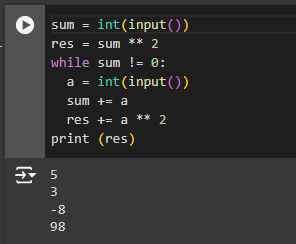 sum = int(input())
res = sum ** 2
while sum != 0:
  a = int(input())
  sum += a
  res += a ** 2
print (res)
5
3
-8
98